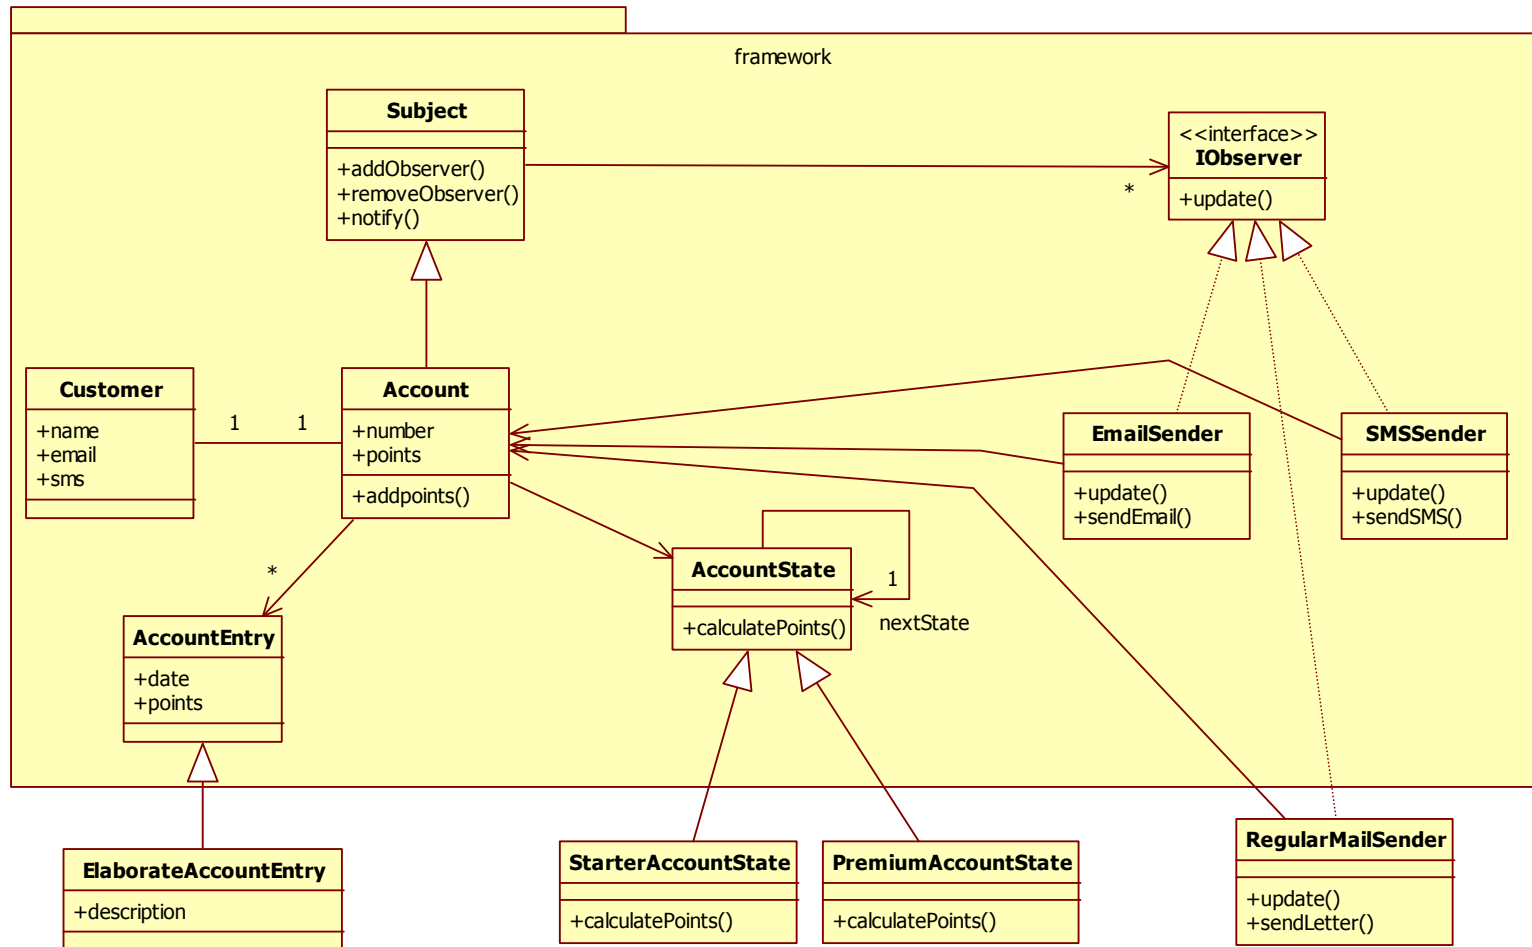 framework
Subject
+addObserver()
+removeObserver()
+notify()
<<interface>>
IObserver
+update()
*
Customer
+name
+email
+sms
1
1
Account
+number
+points
+addpoints()
EmailSender
+update()
+sendEmail()
SMSSender
+update()
+sendSMS()
*
AccountState
+calculatePoints()
1
nextState
AccountEntry
+date
+points
ElaborateAccountEntry
+description
StarterAccountState
+calculatePoints()
PremiumAccountState
+calculatePoints()
RegularMailSender
+update()
+sendLetter()